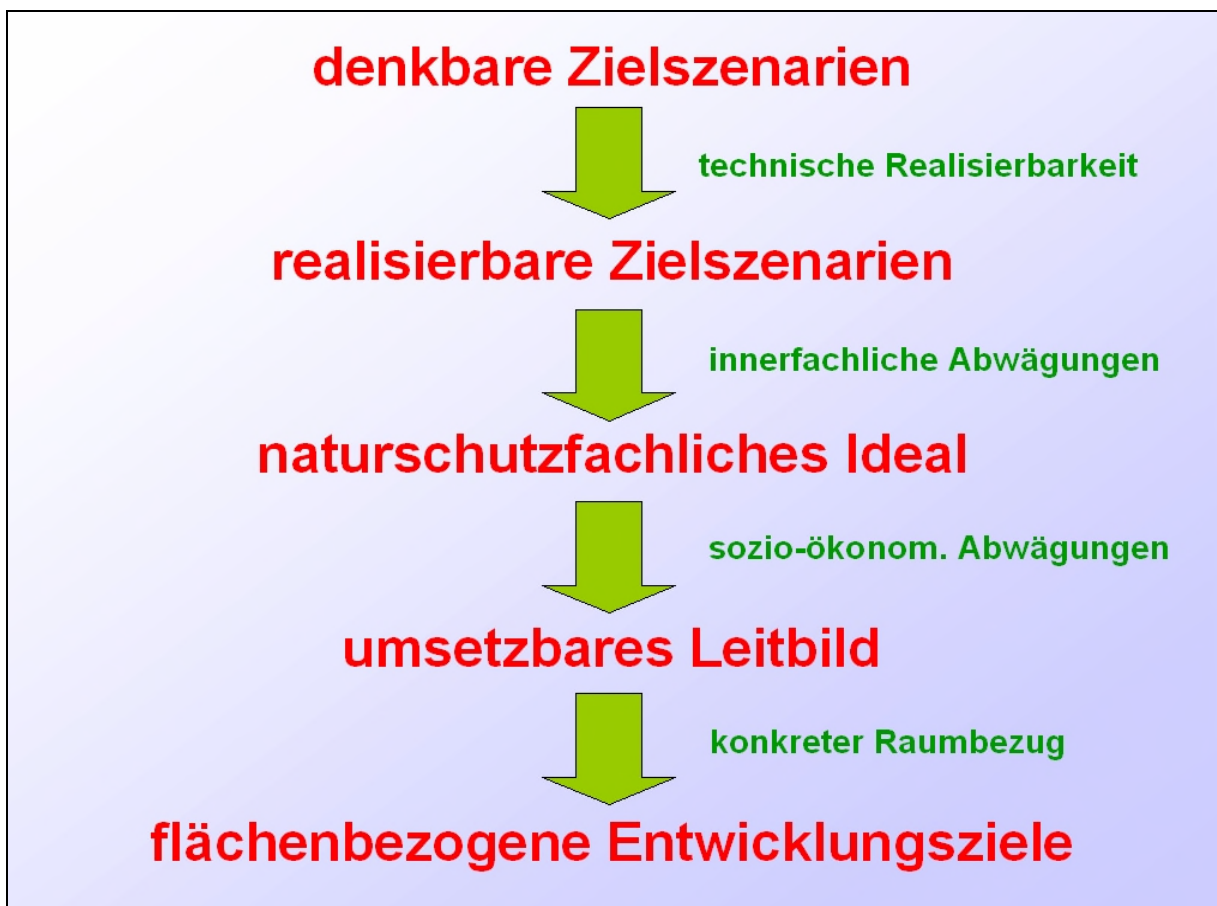 denkbare Zielszenarien
technische Realisierbarkeit
realisierbare Zielszenarien
innerfachliche Abwägungen
naturschutzfachliches Ideal
sozio-ökonom. Abwägungen
umsetzbares Leitbild
konkreter Raumbezug
flächenbezogene Entwicklungsziele